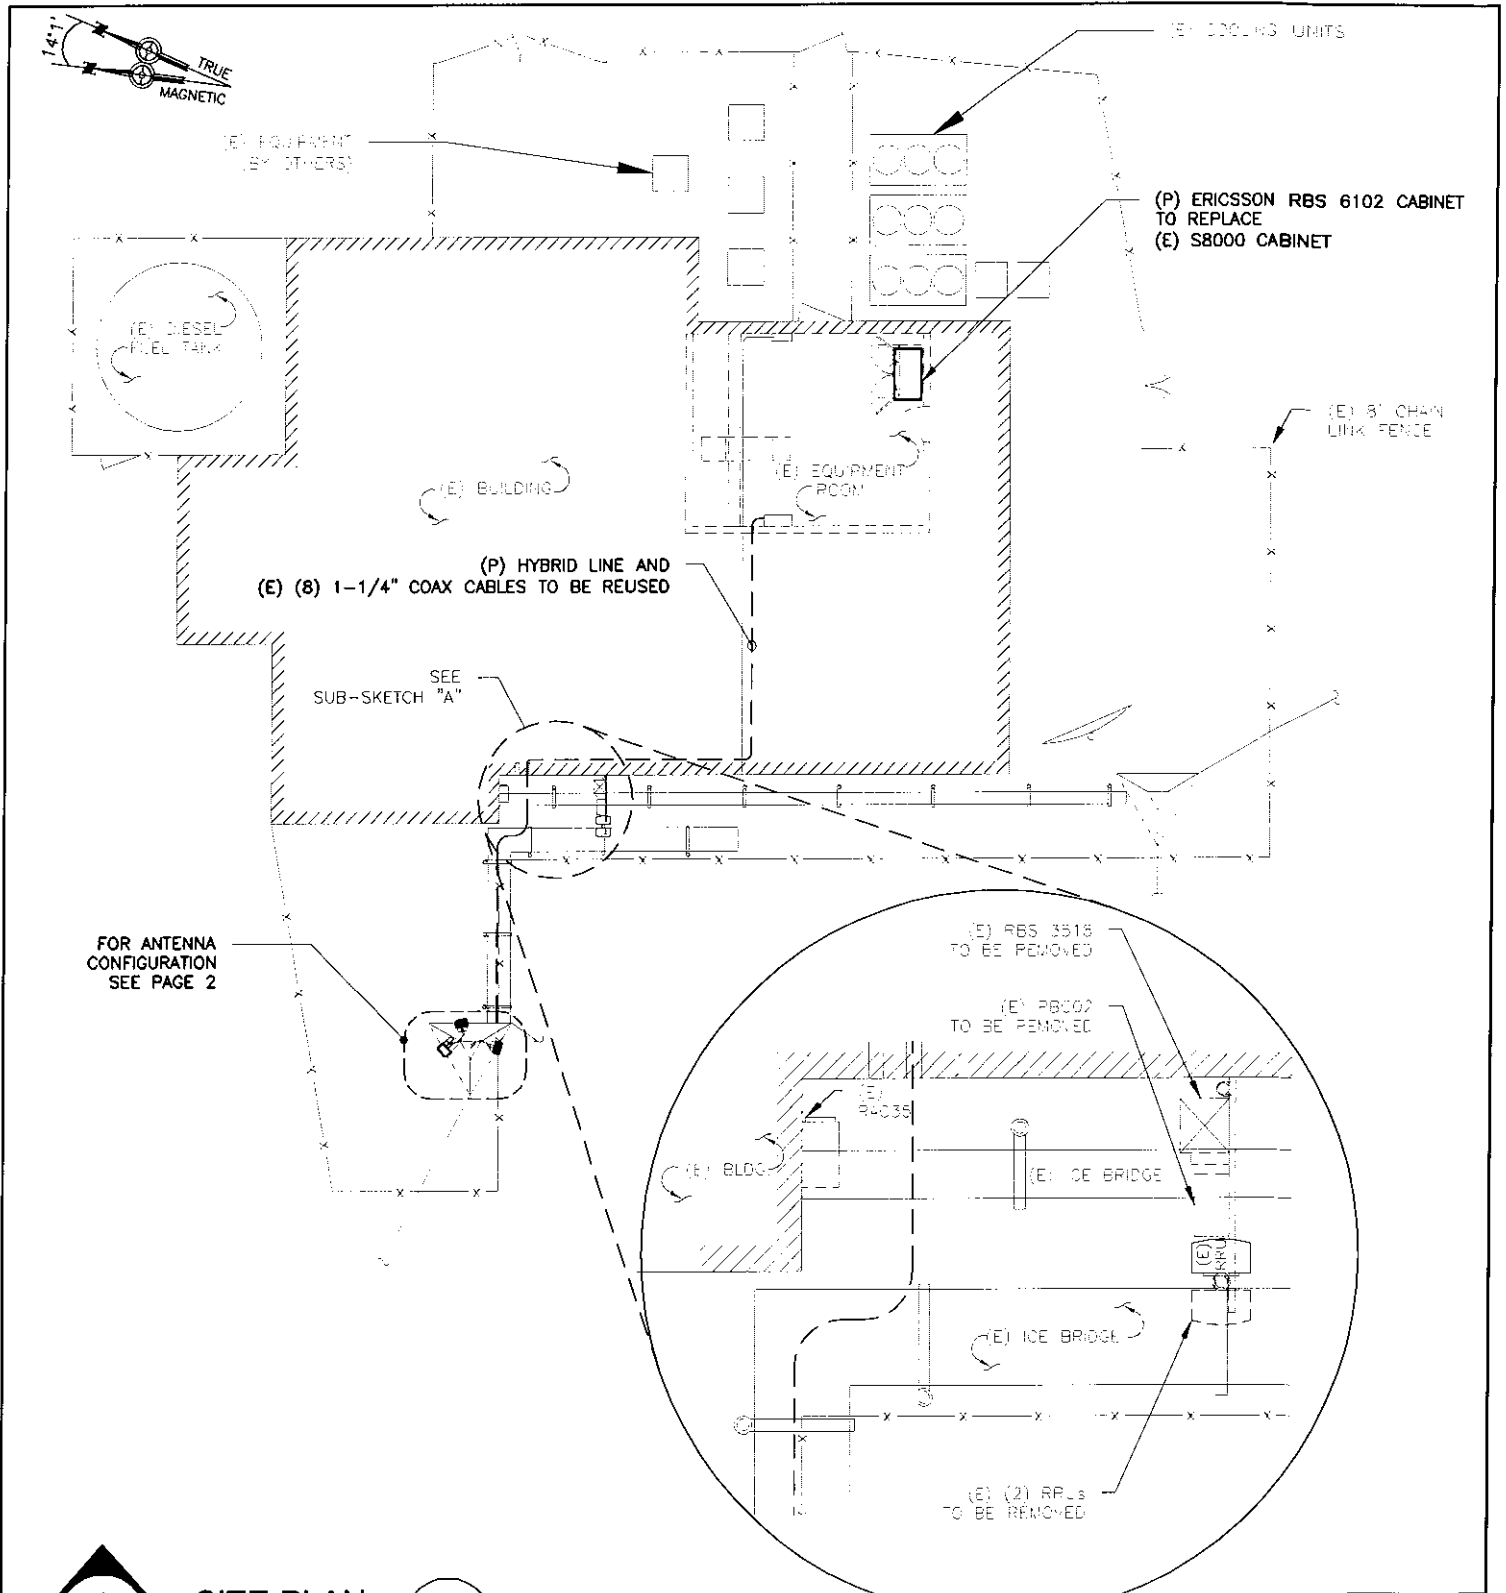 14°1'
TRUE
MAGNETIC
UNITS
(E) EQUIPMENT
(BY OTHERS)
(P) ERICSSON RBS 6102 CABINET
TO REPLACE
(E) S8000 CABINET
(E) DIESEL
FUEL TANK
(E) 8' CHAIN
LINK FENCE
(E) BUILDING
(E) EQUIPMENT
ROOM
(P) HYBRID LINE AND
(E) (8) 1-1/4" COAX CABLES TO BE REUSED
SEE
SUB-SKETCH "A"
FOR ANTENNA
CONFIGURATION
SEE PAGE 2
(E) RBS
TO BE REMOVED
(E)
TO BE REMOVED
(E)
(E) BLDG
(E) ICE BRIDGE
(E)
RRU
(E) ICE BRIDGE
(E) (2) RRUs
TO BE REMOVED
SITE PLAN